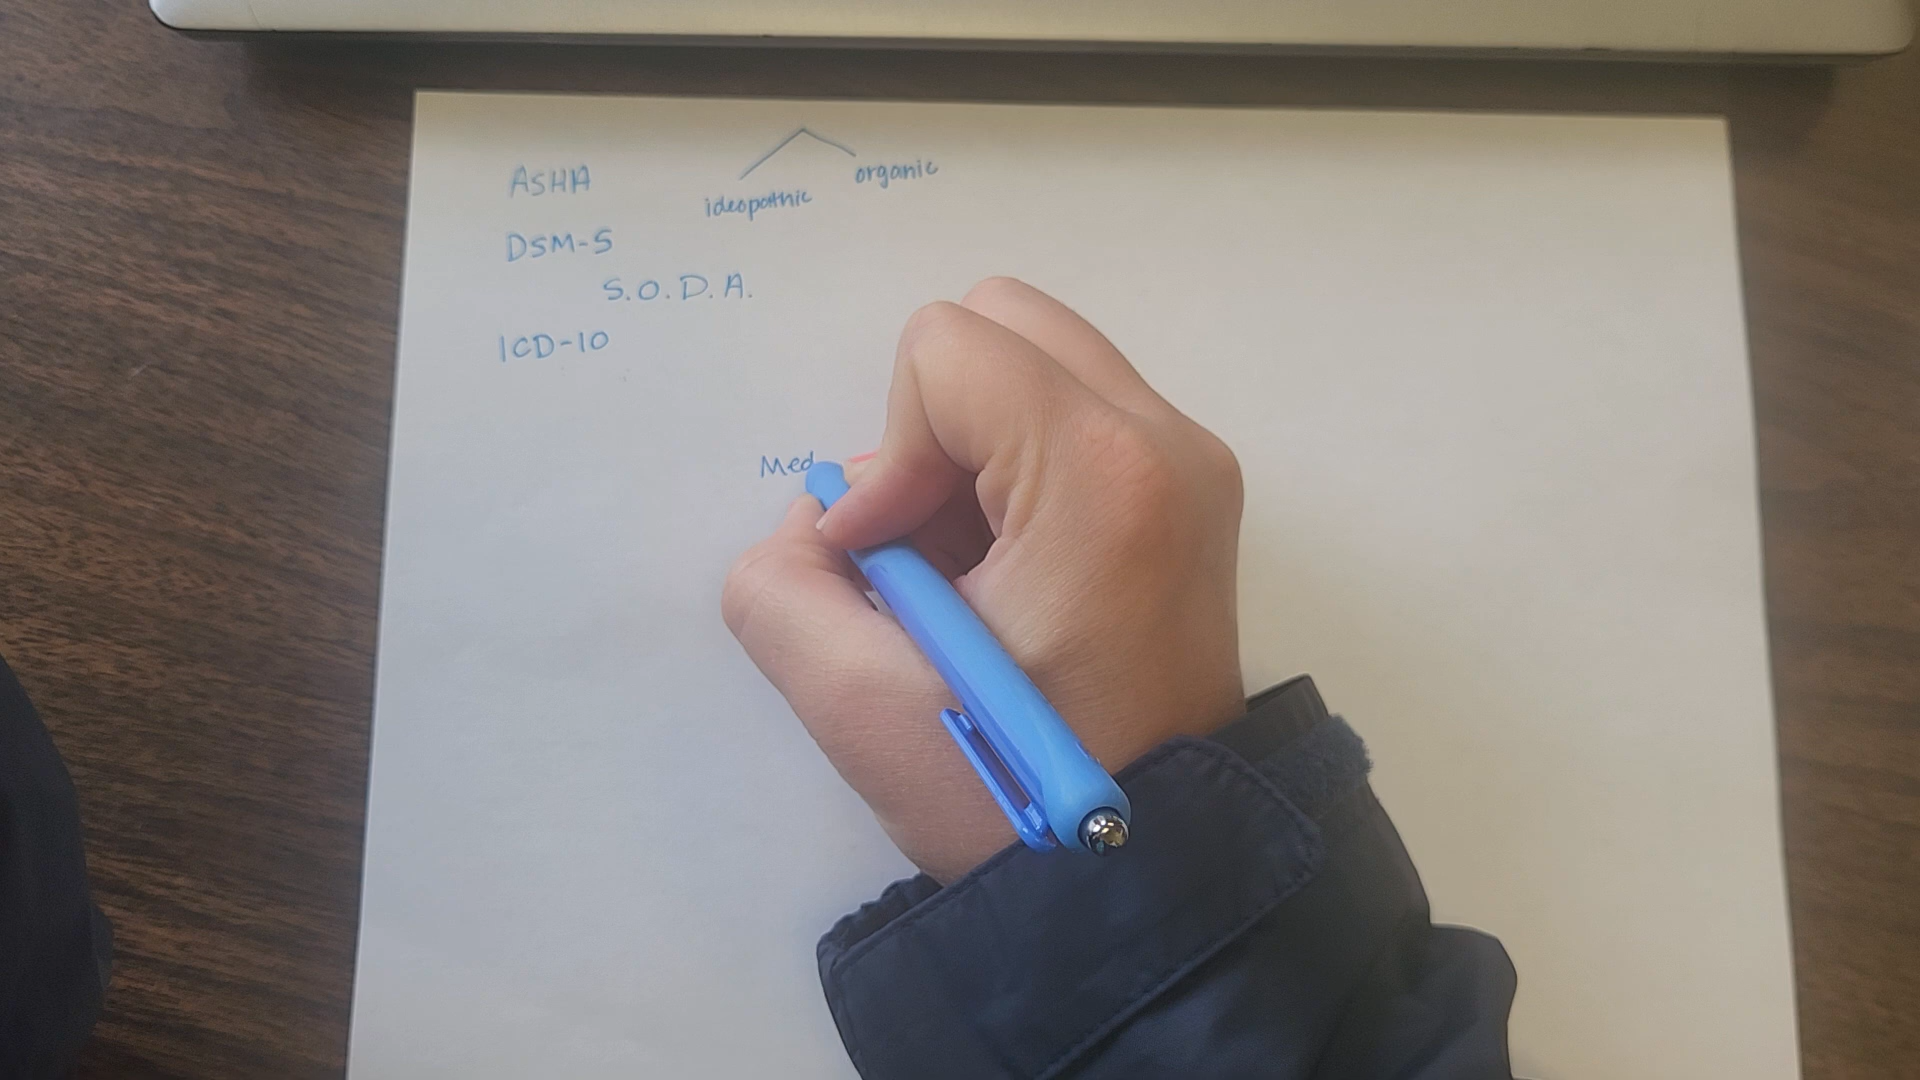 ASHA
ideopathic
organic
DSM-5
S.O.D.A.
ICD-10
Med